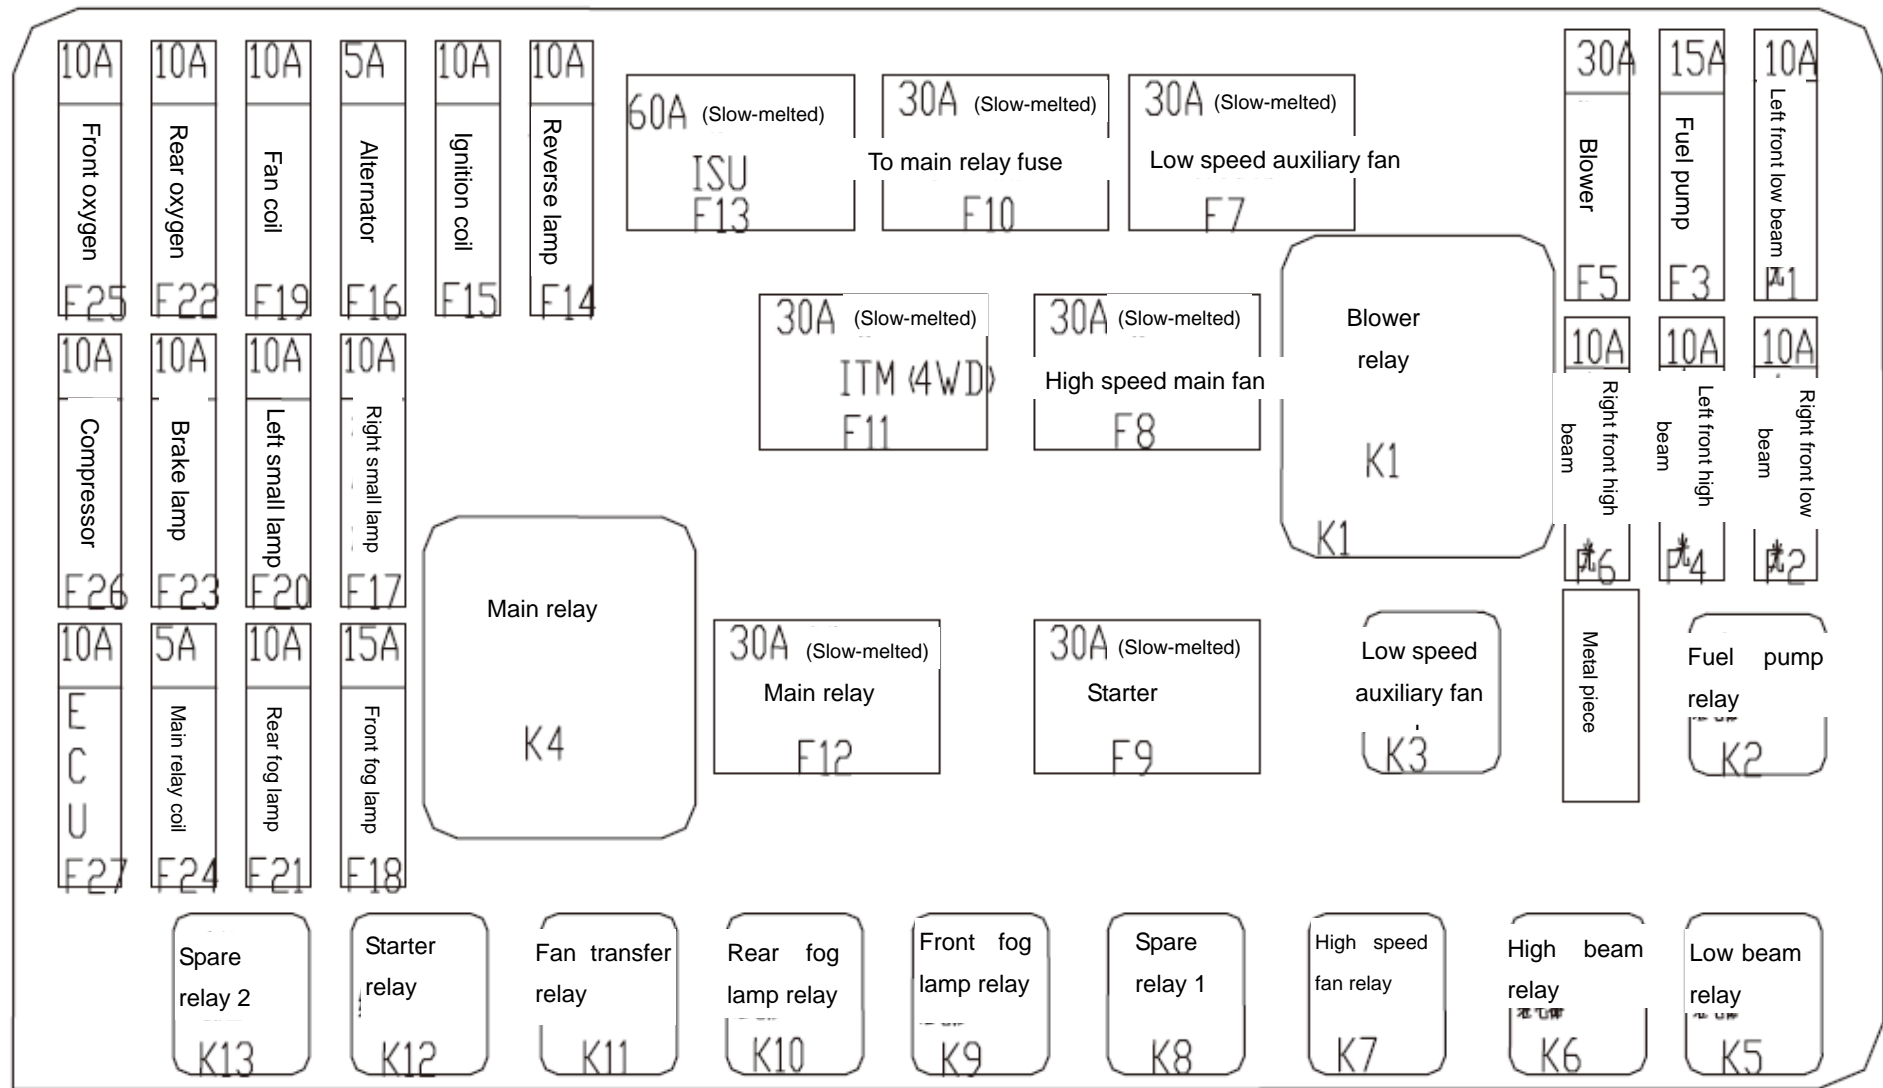 10A
Front oxygen
F25
10A
Rear oxygen
F22
10A
Fan coil
F19
5A
Alternator
F16
10A
Ignition coil
F15
10A
Reverse lamp
F14
60A (Slow-melted)
ISU
F13
30A (Slow-melted)
To main relay fuse
F10
30A (Slow-melted)
Low speed auxiliary fan
F7
30A
Blower
F5
15A
Fuel pump
F3
10A
Left front low beam
F1
10A
Compressor
F26
10A
Brake lamp
F23
10A
Left small lamp
F20
10A
Right small lamp
F17
30A (Slow-melted)
ITM (4WD)
F11
30A (Slow-melted)
High speed main fan
F8
Blower
relay
K1
K1
10A
Right front high
beam
F6
10A
Left front high
beam
F4
10A
Right front low
beam
F2
10A
E
C
U
F27
5A
Main relay coil
F24
10A
Rear fog lamp
F21
15A
Front fog lamp
F18
Main relay
K4
30A (Slow-melted)
Main relay
F12
30A (Slow-melted)
Starter
F9
Low speed
auxiliary fan
K3
Metal piece
Fuel pump
relay
K2
Spare
relay 2
K13
Starter
relay
K12
Fan transfer
relay
K11
Rear fog
lamp relay
K10
Front fog
lamp relay
K9
Spare
relay 1
K8
High speed
fan relay
K7
High beam
relay
K6
Low beam
relay
K5